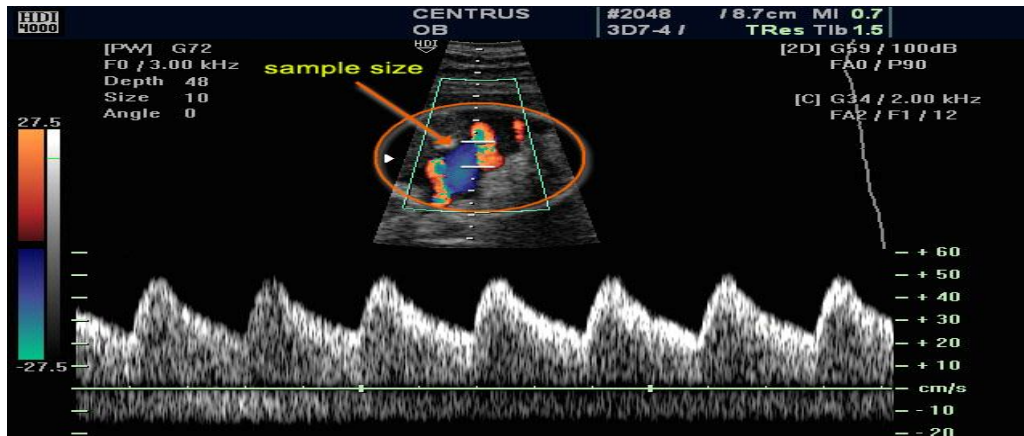 HDI
4000
CENTRUS
OB
#2048 / 8.7cm MI 0.7
3D7-4 / TRes TIb 1.5
[PW] G72
F0 / 3.00 kHz
Depth 48
Size 10
Angle 0
HDI
sample size
[2D] G59 / 100dB
FA0 / P90
[C] G34 / 2.00 kHz
FA2 / F1 / 12
27.5
-27.5
+ 60
+ 50
+ 40
+ 30
+ 20
+ 10
cm/s
- 10
- 20